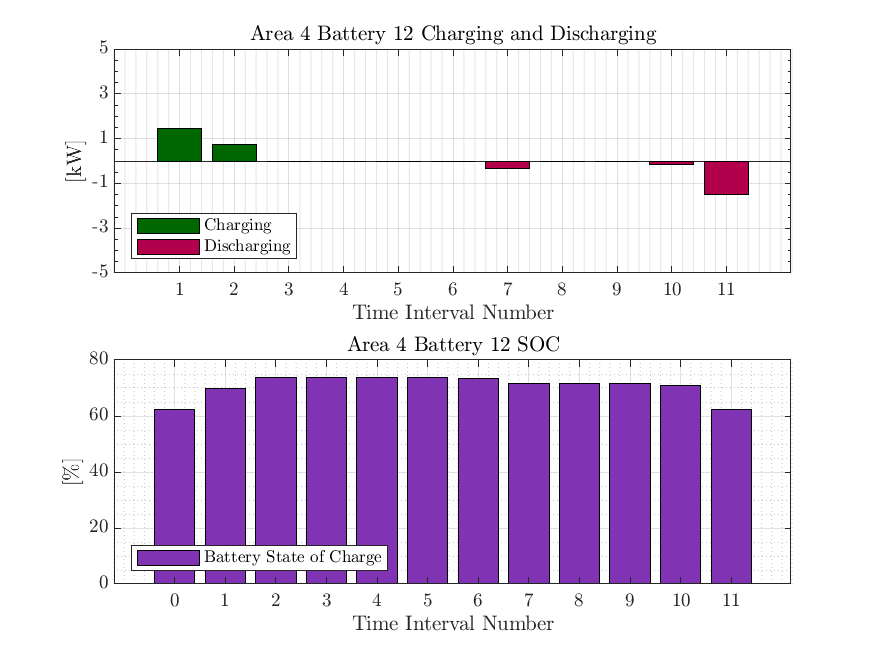 Area 4 Battery 12 Charging and Discharging
5
3
1
-1
-3
-5
[kW]
Charging
Discharging
1 2 3 4 5 6 7 8 9 10 11
Time Interval Number
Area 4 Battery 12 SOC
80
60
40
20
0
[%]
Battery State of Charge
0 1 2 3 4 5 6 7 8 9 10 11
Time Interval Number